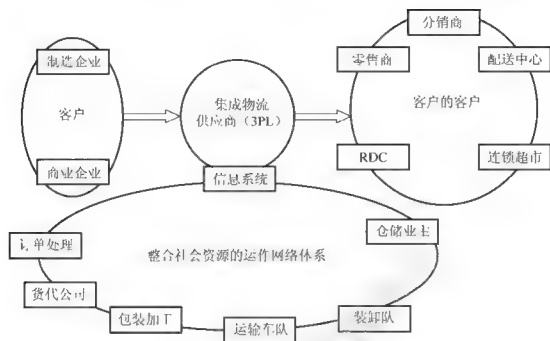 分销商
制造企业
零售商
配送中心
集成物流
供应商（3PL）
客户
客户的客户
商业企业
RDC
连锁超市
信息系统
订单处理
仓储业主
整合社会资源的运作网络体系
货代公司
包装加工
运输车队
装卸队